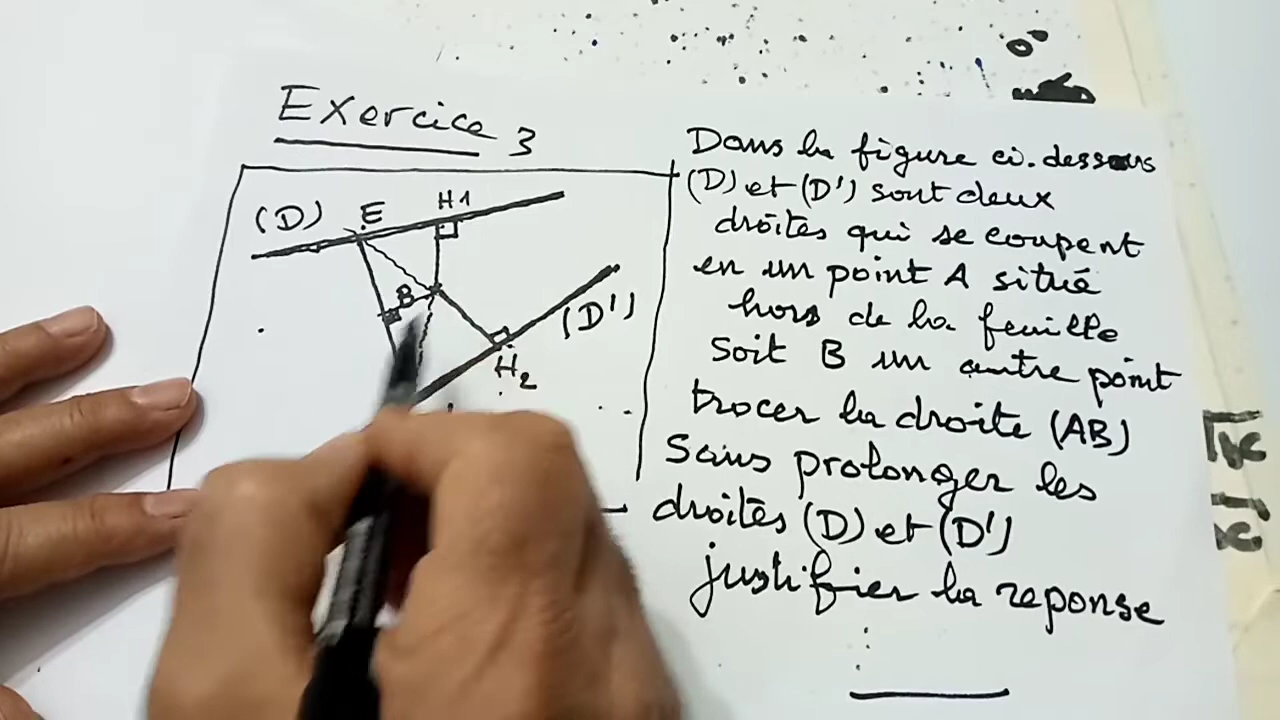 Exercice 3
(D) E H1
B
(D')
H2
Dans la figure ci.dessous
(D) et (D') sont deux
droites qui se coupent
en un point A situé
hors de la feuille
soit B un autre point
trocer la droite (AB)
Sans prolonger les
droites (D) et (D')
justifier la reponse